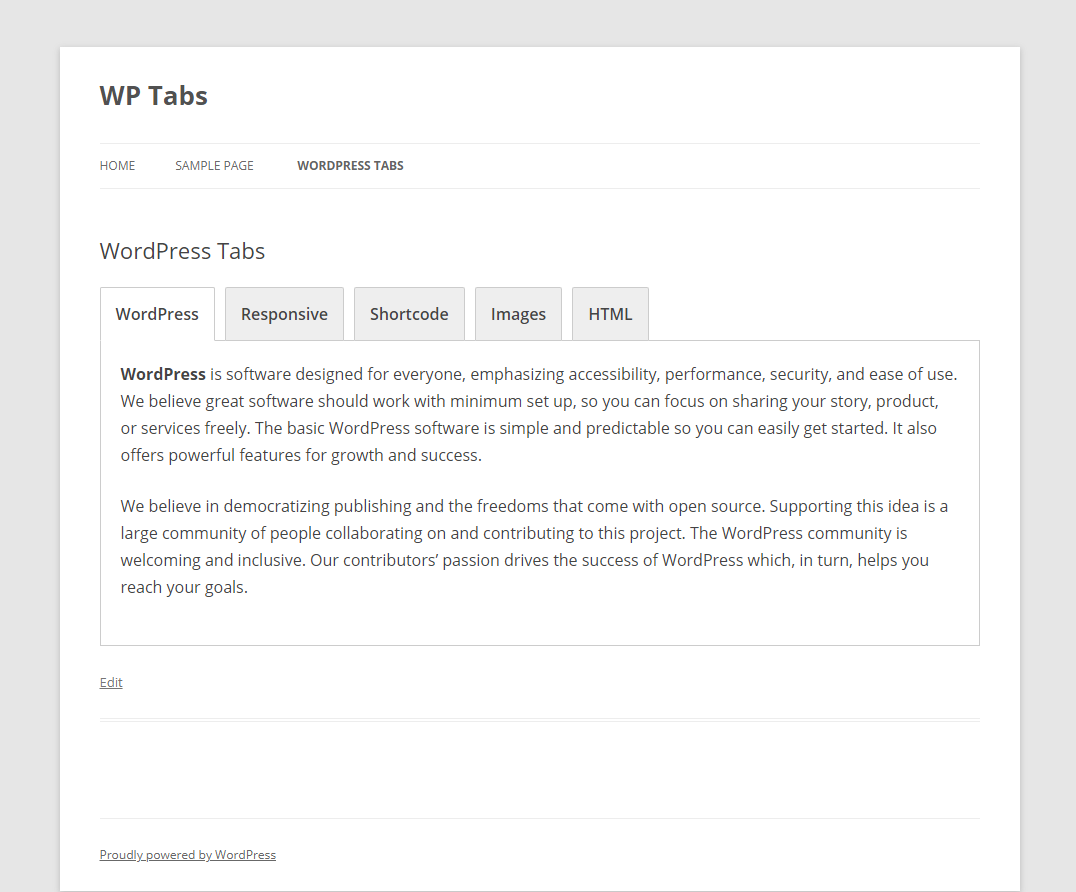 WP Tabs
HOME SAMPLE PAGE WORDPRESS TABS
WordPress Tabs
WordPress Responsive Shortcode Images HTML
WordPress is software designed for everyone, emphasizing accessibility, performance, security, and ease of use.
We believe great software should work with minimum set up, so you can focus on sharing your story, product,
or services freely. The basic WordPress software is simple and predictable so you can easily get started. It also
offers powerful features for growth and success.
We believe in democratizing publishing and the freedoms that come with open source. Supporting this idea is a
large community of people collaborating on and contributing to this project. The WordPress community is
welcoming and inclusive. Our contributors’ passion drives the success of WordPress which, in turn, helps you
reach your goals.
Edit
Proudly powered by WordPress